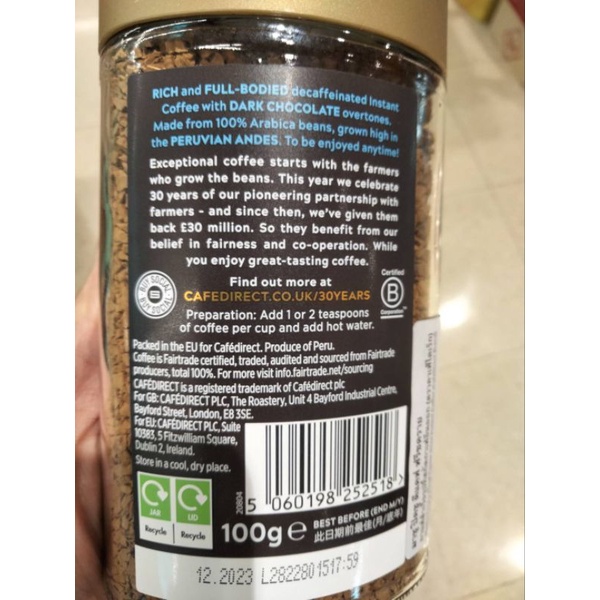 RICH and FULL-BODIED decaffeinated Instant
Coffee with DARK CHOCOLATE overtones.
Made from 100% Arabica beans, grown high in
the PERUVIAN ANDES. To be enjoyed anytime!
Exceptional coffee starts with the farmers
who grow the beans. This year we celebrate
30 years of our pioneering partnership with
farmers - and since then, we've given them
back £30 million. So they benefit from our
belief in fairness and co-operation. While
you enjoy great-tasting coffee.
Find out more at
CAFEDIRECT.CO.UK/30YEARS
BUY SOCIAL
BUY SOCIAL
Certified
B
Corporation
Preparation: Add 1 or 2 teaspoons
of coffee per cup and add hot water.
Packed in the EU for Cafédirect. Produce of Peru.
Coffee is Fairtrade certified, traded, audited and sourced from Fairtrade
producers, total 100%. For more visit info.fairtrade.net/sourcing
CAFÉDIRECT is a registered trademark of Cafédirect plc
For GB: CAFÉDIRECT PLC, The Roastery, Unit 4 Bayford Industrial Centre,
Bayford Street, London, E8 3SE.
For EU: CAFÉDIRECT PLC, Suite
10383, 5 Fitzwilliam Square,
Dublin 2, Ireland.
Store in a cool, dry place.
JAR
Recycle
LID
Recycle
20804
5 060198 252518 >
100g e
BEST BEFORE (END M/Y)
此日期前最佳(月/底年)
12.2023 L2822801517:59